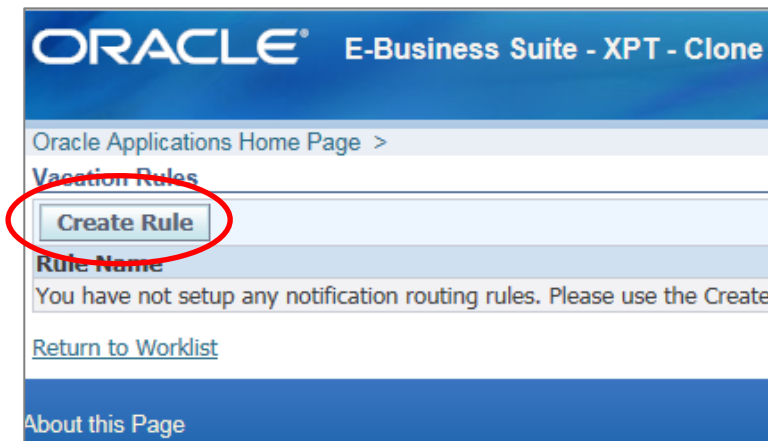 ORACLE® E-Business Suite - XPT - Clone
Oracle Applications Home Page >
Vacation Rules
Create Rule
Rule Name
You have not setup any notification routing rules. Please use the Create
Return to Worklist
About this Page